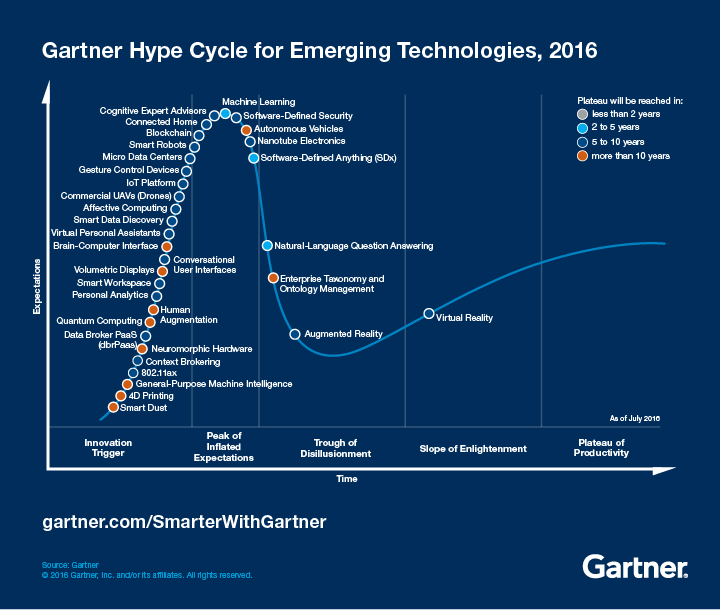 Gartner Hype Cycle for Emerging Technologies, 2016
Plateau will be reached in:
less than 2 years
2 to 5 years
5 to 10 years
more than 10 years
Expectations
Machine Learning
Cognitive Expert Advisors
Software-Defined Security
Connected Home
Autonomous Vehicles
Blockchain
Nanotube Electronics
Smart Robots
Software-Defined Anything (SDx)
Micro Data Centers
Gesture Control Devices
IoT Platform
Commercial UAVs (Drones)
Affective Computing
Smart Data Discovery
Virtual Personal Assistants
Brain-Computer Interface
Natural-Language Question Answering
Conversational
User Interfaces
Volumetric Displays
Enterprise Taxonomy and
Ontology Management
Smart Workspace
Personal Analytics
Human
Augmentation
Quantum Computing
Virtual Reality
Data Broker PaaS
(dbrPaas)
Augmented Reality
Neuromorphic Hardware
Context Brokering
802.11ax
General-Purpose Machine Intelligence
4D Printing
Smart Dust
As of July 2016
Innovation
Trigger
Peak of
Inflated
Expectations
Trough of
Disillusionment
Slope of Enlightenment
Plateau of
Productivity
Time
gartner.com/SmarterWithGartner
Source: Gartner
© 2016 Gartner, Inc. and/or its affiliates. All rights reserved.
Gartner.